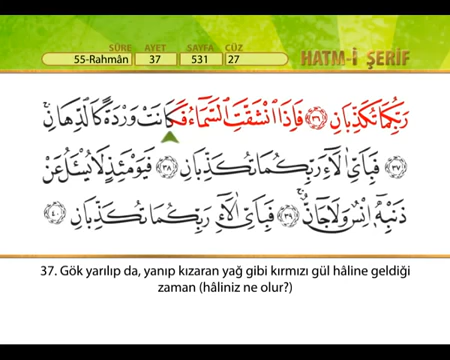 SÛRE AYET SAYFA CÜZ
55-Rahmân 37 531 27
HATM-İ ŞERİF
رَبِّكُمَا تُكَذِّبَانِ ﴿٣٦﴾ فَاِذَا انْشَقَّتِ السَّمَٓاءُ فَكَانَتْ وَرْدَةً كَالدِّهَانِۚ
﴿٣٧﴾ فَبِاَيِّ اٰلَٓاءِ رَبِّكُمَا تُكَذِّبَانِ ﴿٣٨﴾ فَيَوْمَئِذٍ لَا يُسْـَٔلُ عَنْ
ذَنْبِه۪ٓ اِنْسٌ وَلَا جَٓانٌّۚ ﴿٣٩﴾ فَبِاَيِّ اٰلَٓاءِ رَبِّكُمَا تُكَذِّبَانِ ﴿٤٠﴾
37. Gök yarılıp da, yanıp kızaran yağ gibi kırmızı gül hâline geldiği
zaman (hâliniz ne olur?)